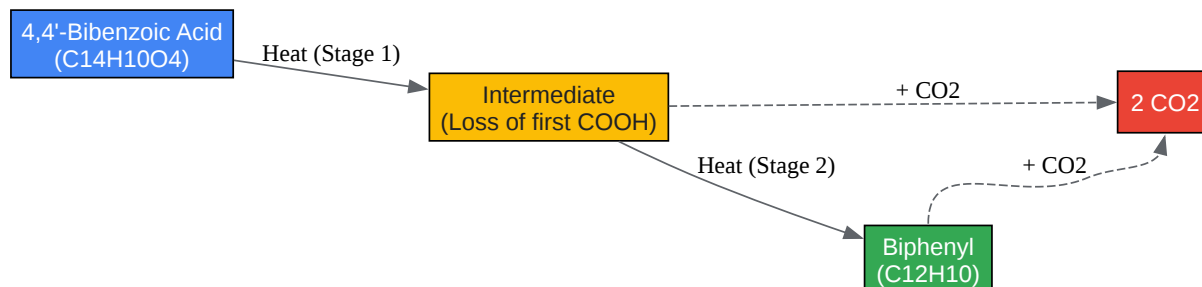 4,4'-Bibenzoic Acid
(C14H10O4)
Heat (Stage 1)
Intermediate
(Loss of first COOH)
+ CO2
2 CO2
Heat (Stage 2)
+ CO2
Biphenyl
(C12H10)